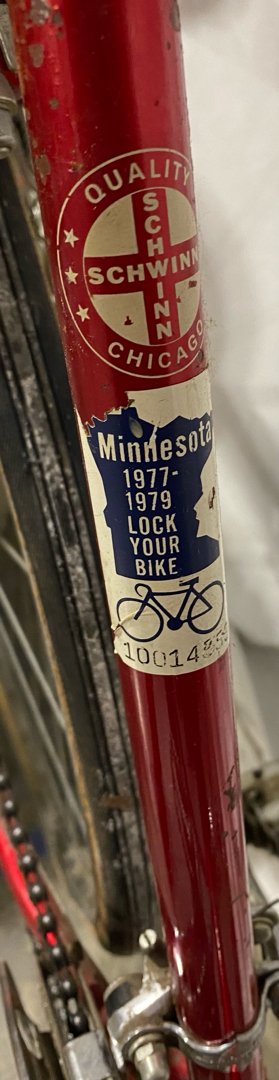 QUALITY
SCHWINN
SCHWINN
CHICAGO
Minnesota
1977-
1979
LOCK
YOUR
BIKE